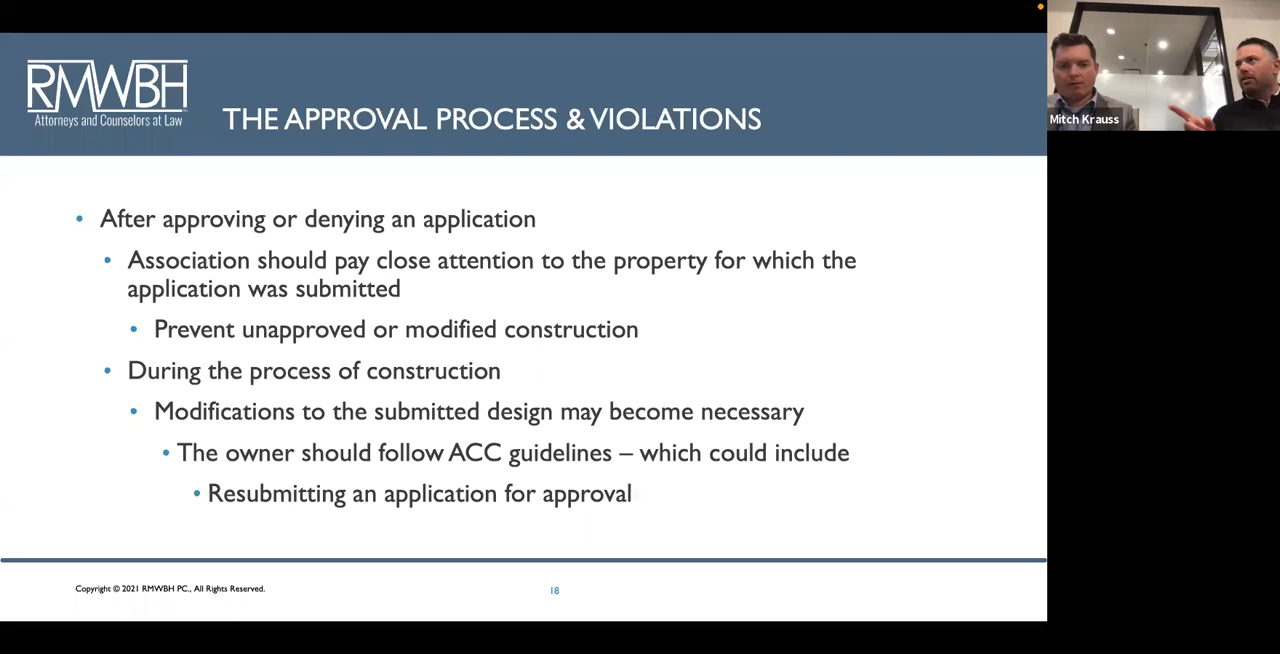 RMWBH
Attorneys and Counselors at Law
THE APPROVAL PROCESS & VIOLATIONS
Mitch Krauss
• After approving or denying an application
• Association should pay close attention to the property for which the
application was submitted
• Prevent unapproved or modified construction
• During the process of construction
• Modifications to the submitted design may become necessary
• The owner should follow ACC guidelines – which could include
• Resubmitting an application for approval
Copyright © 2021 RMWBH PC., All Rights Reserved.
18